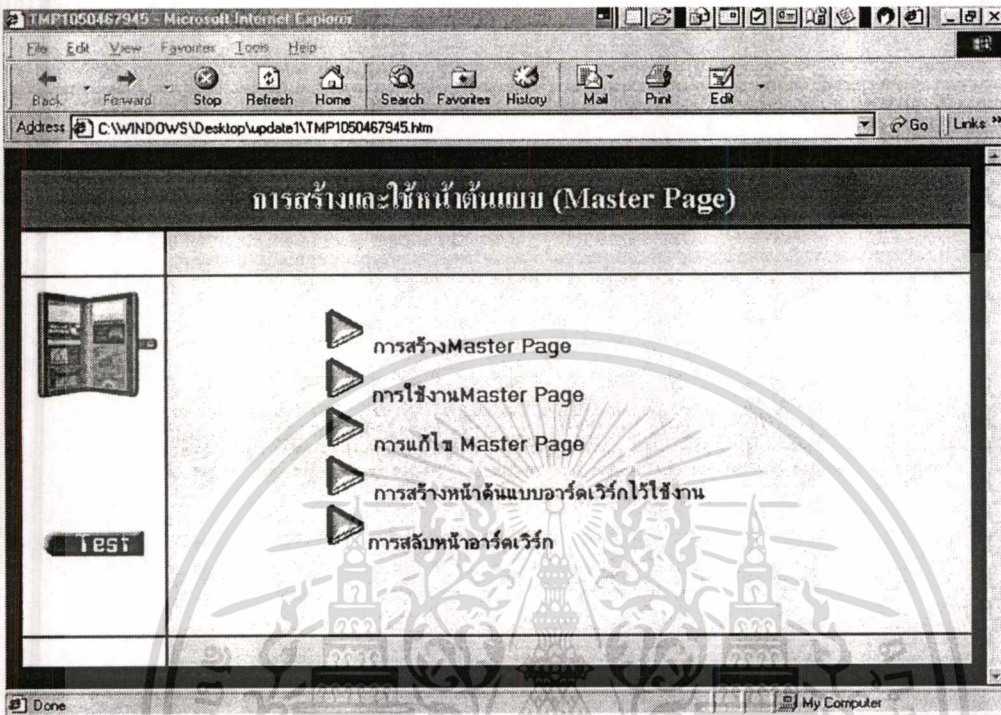 TMP1050467945 - Microsoft Internet Explorer
File Edit View Favorites Tools Help
Back Forward Stop Refresh Home Search Favorites History Mail Print Edit
Address C:\WINDOWS\Desktop\update1\TMP1050467945.htm Go Links »
การสร้างและใช้หน้าต้นแบบ (Master Page)
การสร้างMaster Page
การใช้งานMaster Page
การแก้ไข Master Page
การสร้างหน้าต้นแบบอาร์ตเวิร์กไว้ใช้งาน
การสลับหน้าอาร์ตเวิร์ก
Test
Done My Computer